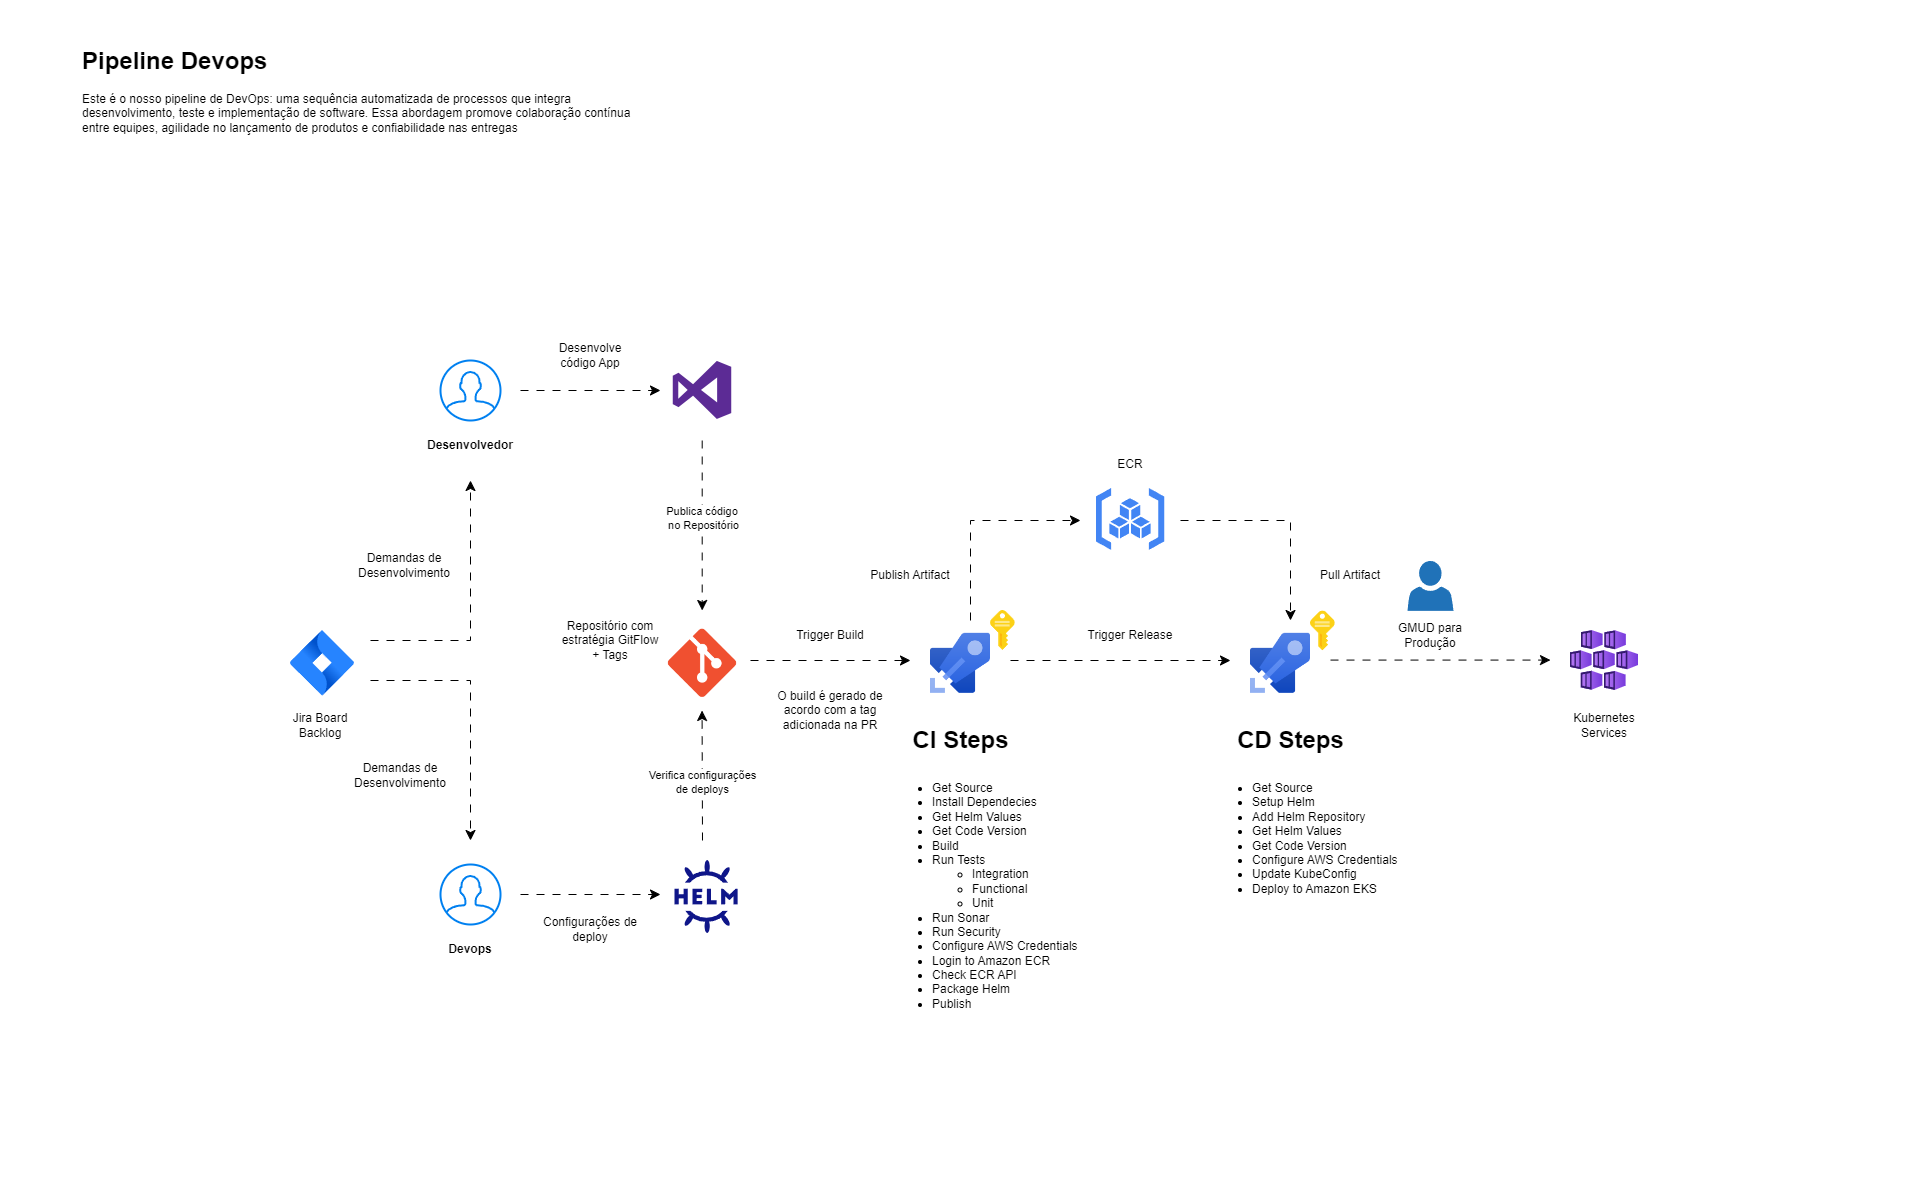 Pipeline Devops
Este é o nosso pipeline de DevOps: uma sequência automatizada de processos que integra
desenvolvimento, teste e implementação de software. Essa abordagem promove colaboração contínua
entre equipes, agilidade no lançamento de produtos e confiabilidade nas entregas
Desenvolve
código App
Desenvolvedor
Publica código
no Repositório
Demandas de
Desenvolvimento
Jira Board
Backlog
Demandas de
Desenvolvimento
Devops
Configurações de
deploy
HELM
Verifica configurações
de deploys
Repositório com
estratégia GitFlow
+ Tags
Trigger Build
O build é gerado de
acordo com a tag
adicionada na PR
Publish Artifact
ECR
Pull Artifact
Trigger Release
GMUD para
Produção
Kubernetes
Services
CI Steps
Get Source
Install Dependecies
Get Helm Values
Get Code Version
Build
Run Tests
Integration
Functional
Unit
Run Sonar
Run Security
Configure AWS Credentials
Login to Amazon ECR
Check ECR API
Package Helm
Publish
CD Steps
Get Source
Setup Helm
Add Helm Repository
Get Helm Values
Get Code Version
Configure AWS Credentials
Update KubeConfig
Deploy to Amazon EKS